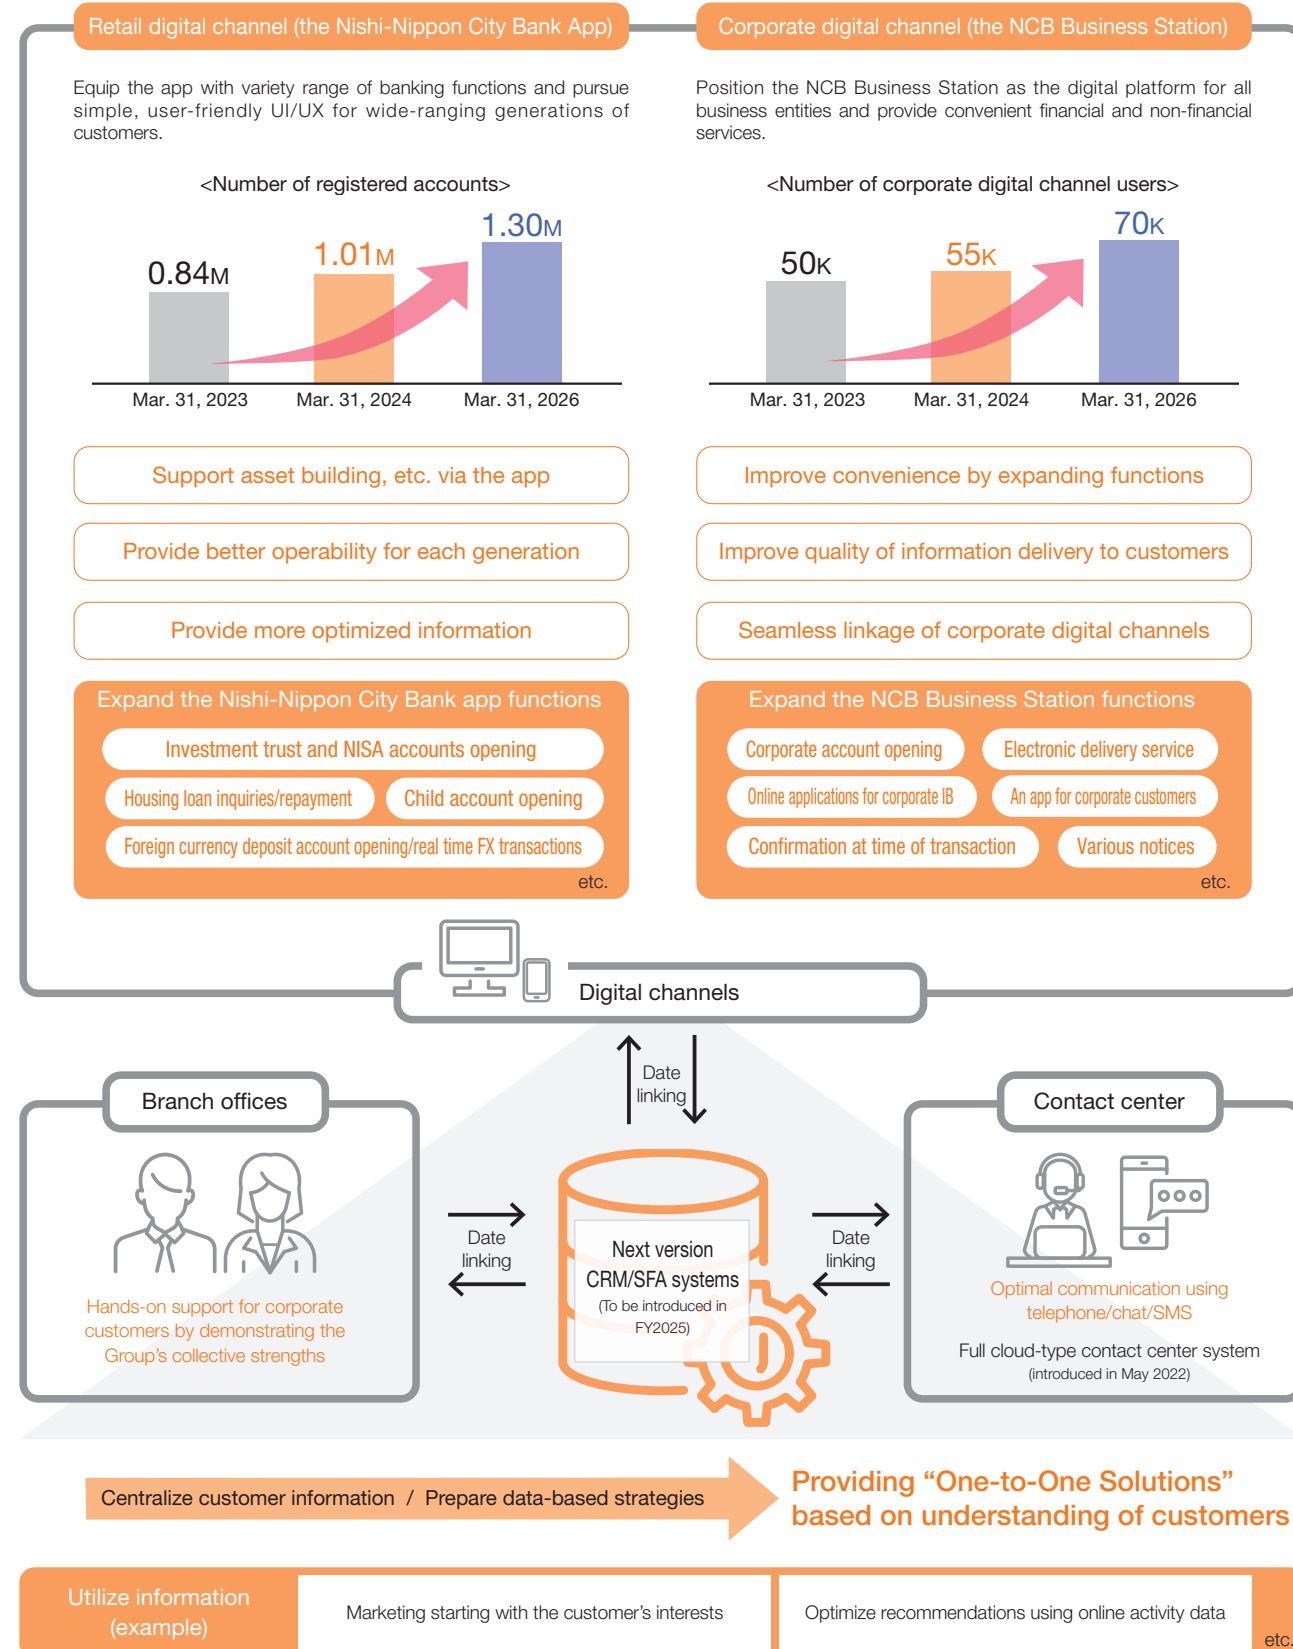 Retail digital channel (the Nishi-Nippon City Bank App)
Equip the app with variety range of banking functions and pursue
simple, user-friendly UI/UX for wide-ranging generations of
customers.
<Number of registered accounts>
0.84M
1.01M
1.30M
Mar. 31, 2023
Mar. 31, 2024
Mar. 31, 2026
Support asset building, etc. via the app
Provide better operability for each generation
Provide more optimized information
Expand the Nishi-Nippon City Bank app functions
Investment trust and NISA accounts opening
Housing loan inquiries/repayment
Child account opening
Foreign currency deposit account opening/real time FX transactions
etc.
Corporate digital channel (the NCB Business Station)
Position the NCB Business Station as the digital platform for all
business entities and provide convenient financial and non-financial
services.
<Number of corporate digital channel users>
50K
55K
70K
Mar. 31, 2023
Mar. 31, 2024
Mar. 31, 2026
Improve convenience by expanding functions
Improve quality of information delivery to customers
Seamless linkage of corporate digital channels
Expand the NCB Business Station functions
Corporate account opening
Electronic delivery service
Online applications for corporate IB
An app for corporate customers
Confirmation at time of transaction
Various notices
etc.
Digital channels
Date
linking
Branch offices
Hands-on support for corporate
customers by demonstrating the
Group's collective strengths
Date
linking
Next version
CRM/SFA systems
(To be introduced in
FY2025)
Date
linking
Contact center
Optimal communication using
telephone/chat/SMS
Full cloud-type contact center system
(introduced in May 2022)
Centralize customer information / Prepare data-based strategies
Providing “One-to-One Solutions”
based on understanding of customers
Utilize information
(example)
Marketing starting with the customer's interests
Optimize recommendations using online activity data
etc.